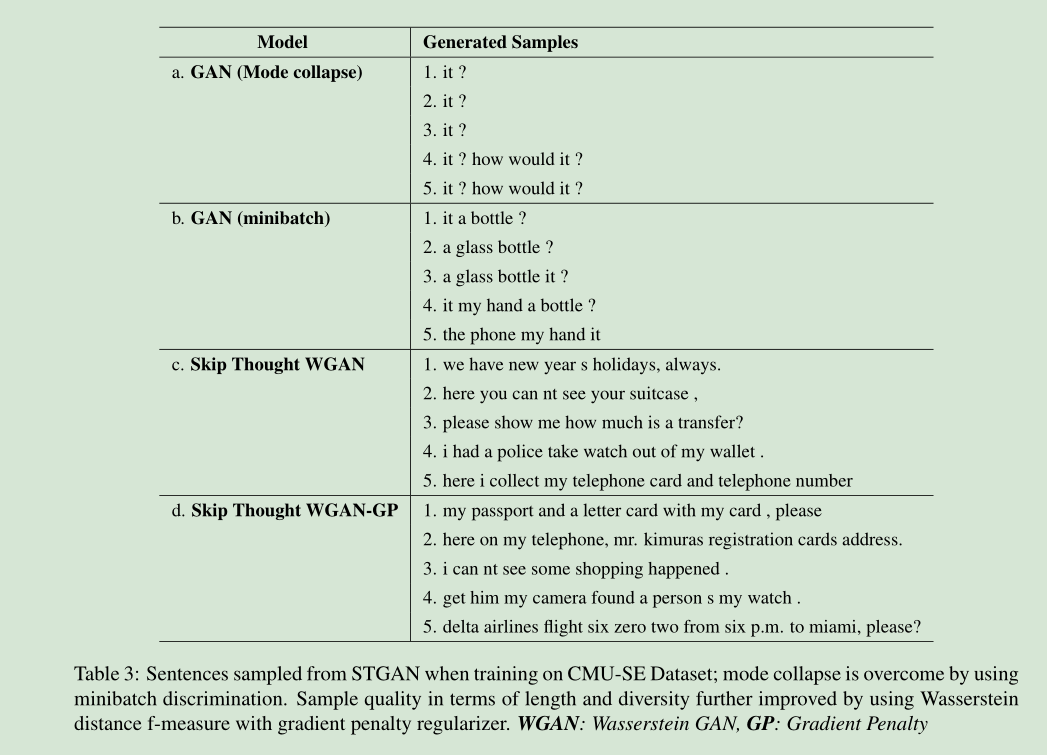 Model Generated Samples
a. GAN (Mode collapse) 1. it ?
2. it ?
3. it ?
4. it ? how would it ?
5. it ? how would it ?
b. GAN (minibatch) 1. it a bottle ?
2. a glass bottle ?
3. a glass bottle it ?
4. it my hand a bottle ?
5. the phone my hand it
c. Skip Thought WGAN 1. we have new year s holidays, always.
2. here you can nt see your suitcase ,
3. please show me how much is a transfer?
4. i had a police take watch out of my wallet .
5. here i collect my telephone card and telephone number
d. Skip Thought WGAN-GP 1. my passport and a letter card with my card , please
2. here on my telephone, mr. kimuras registration cards address.
3. i can nt see some shopping happened .
4. get him my camera found a person s my watch .
5. delta airlines flight six zero two from six p.m. to miami, please?
Table 3: Sentences sampled from STGAN when training on CMU-SE Dataset; mode collapse is overcome by using
minibatch discrimination. Sample quality in terms of length and diversity further improved by using Wasserstein
distance f-measure with gradient penalty regularizer. WGAN: Wasserstein GAN, GP: Gradient Penalty